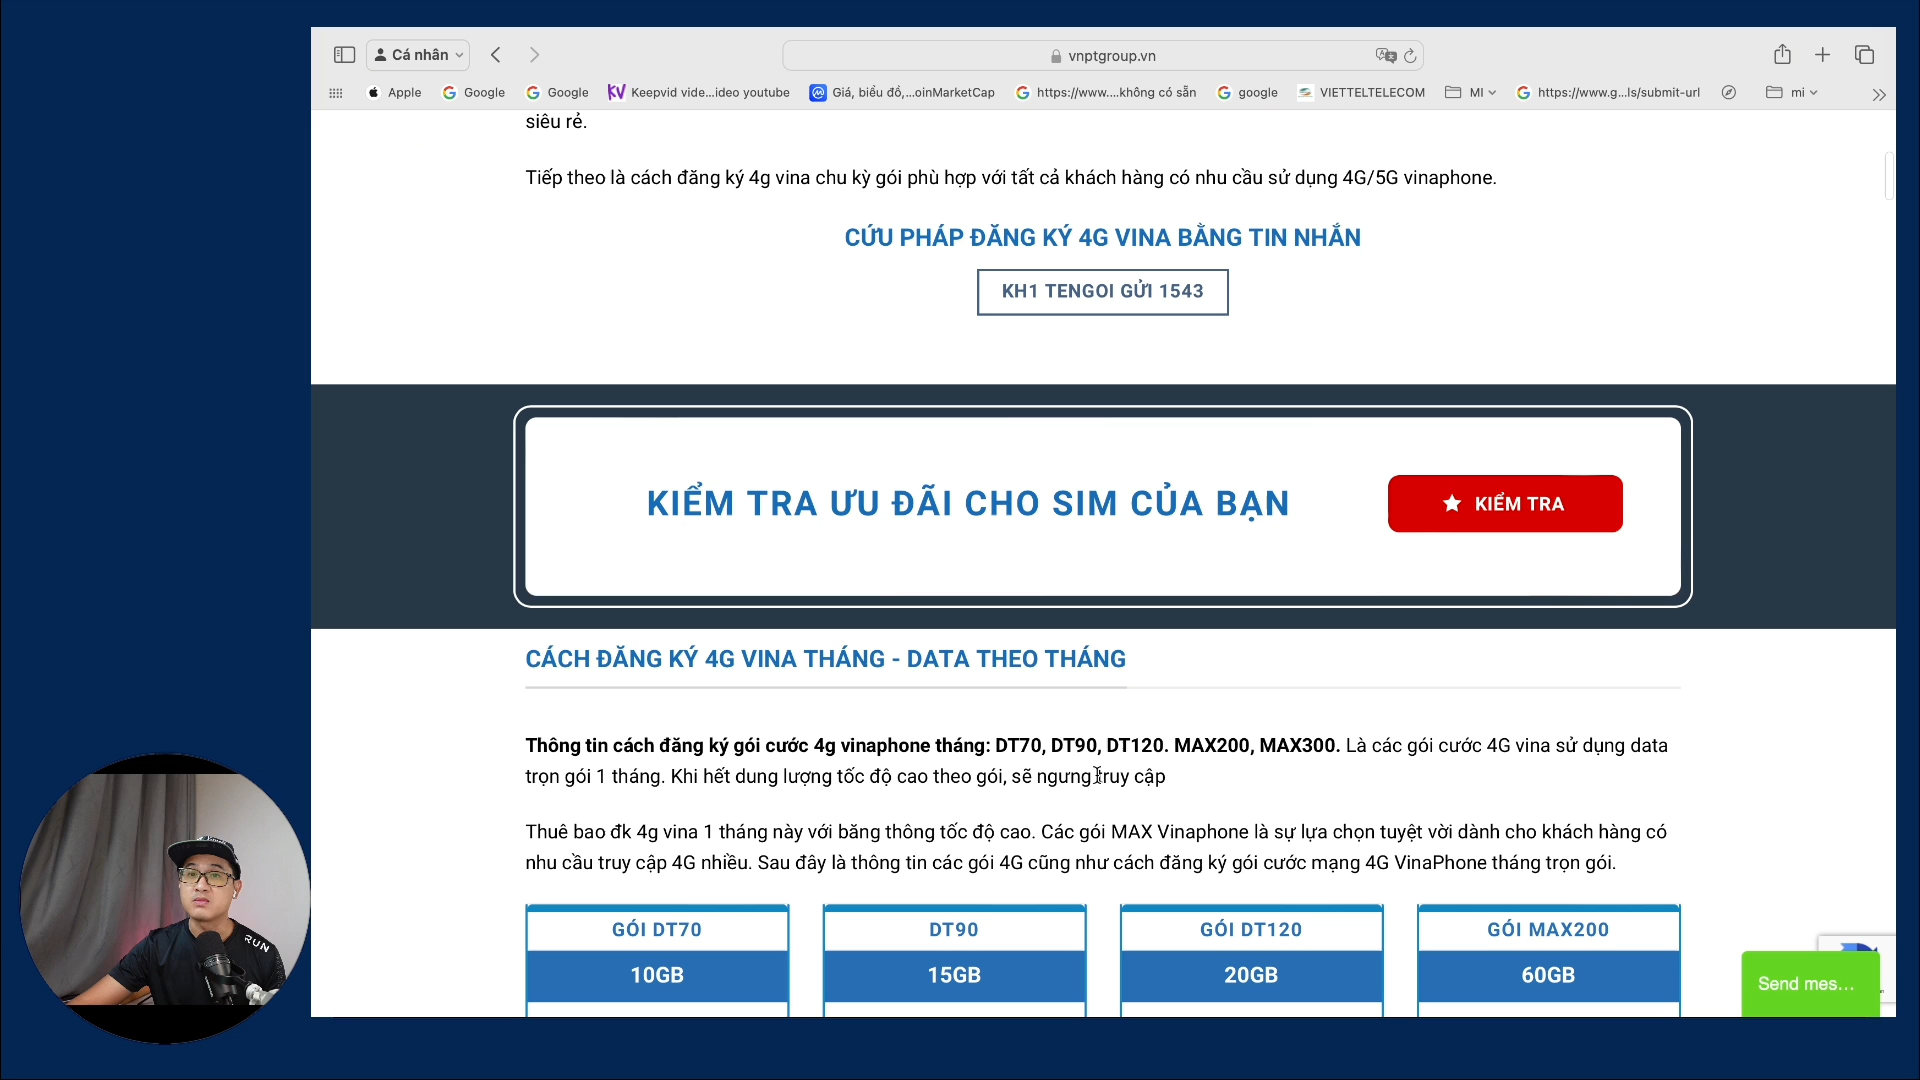 Cá nhân
vnptgroup.vn
Apple
Google
Google
Keepvid vide...ideo youtube
Giá, biểu đồ,...oinMarketCap
https://www....không có sẵn
google
VIETTELTELECOM
MI
https://www.g...ls/submit-url
mi
siêu rẻ.
Tiếp theo là cách đăng ký 4g vina chu kỳ gói phù hợp với tất cả khách hàng có nhu cầu sử dụng 4G/5G vinaphone.
CỨU PHÁP ĐĂNG KÝ 4G VINA BẰNG TIN NHẮN
KH1 TENGOI GỬI 1543
KIỂM TRA ƯU ĐÃI CHO SIM CỦA BẠN
KIỂM TRA
CÁCH ĐĂNG KÝ 4G VINA THÁNG - DATA THEO THÁNG
Thông tin cách đăng ký gói cước 4g vinaphone tháng: DT70, DT90, DT120. MAX200, MAX300. Là các gói cước 4G vina sử dụng data
trọn gói 1 tháng. Khi hết dung lượng tốc độ cao theo gói, sẽ ngưng truy cập
Thuê bao đk 4g vina 1 tháng này với băng thông tốc độ cao. Các gói MAX Vinaphone là sự lựa chọn tuyệt vời dành cho khách hàng có
nhu cầu truy cập 4G nhiều. Sau đây là thông tin các gói 4G cũng như cách đăng ký gói cước mạng 4G VinaPhone tháng trọn gói.
GÓI DT70
DT90
GÓI DT120
GÓI MAX200
10GB
15GB
20GB
60GB
Send mes...
RUN